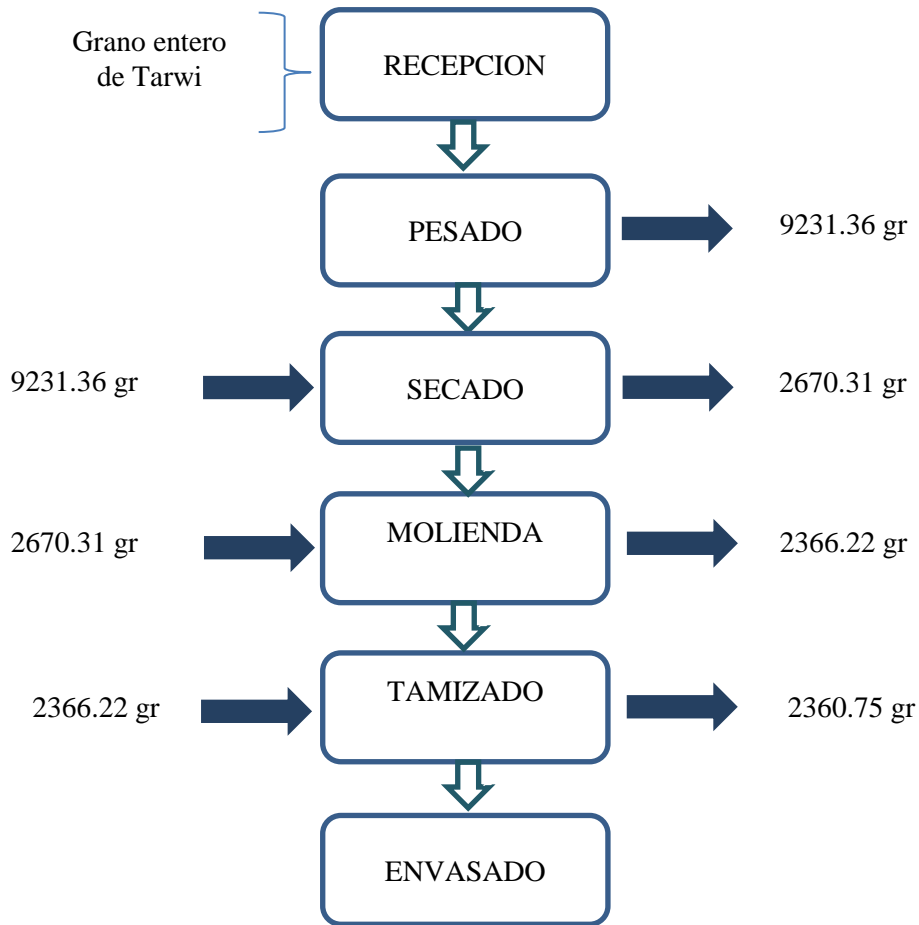 Grano entero
de Tarwi
RECEPCION
PESADO
9231.36 gr
9231.36 gr
SECADO
2670.31 gr
2670.31 gr
MOLIENDA
2366.22 gr
2366.22 gr
TAMIZADO
2360.75 gr
ENVASADO